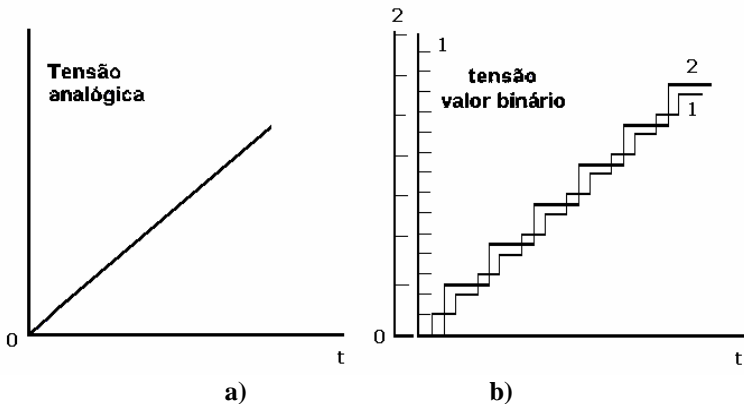 Tensão
analógica
0
t
a)
2
1
tensão
valor binário
2
1
0
t
b)